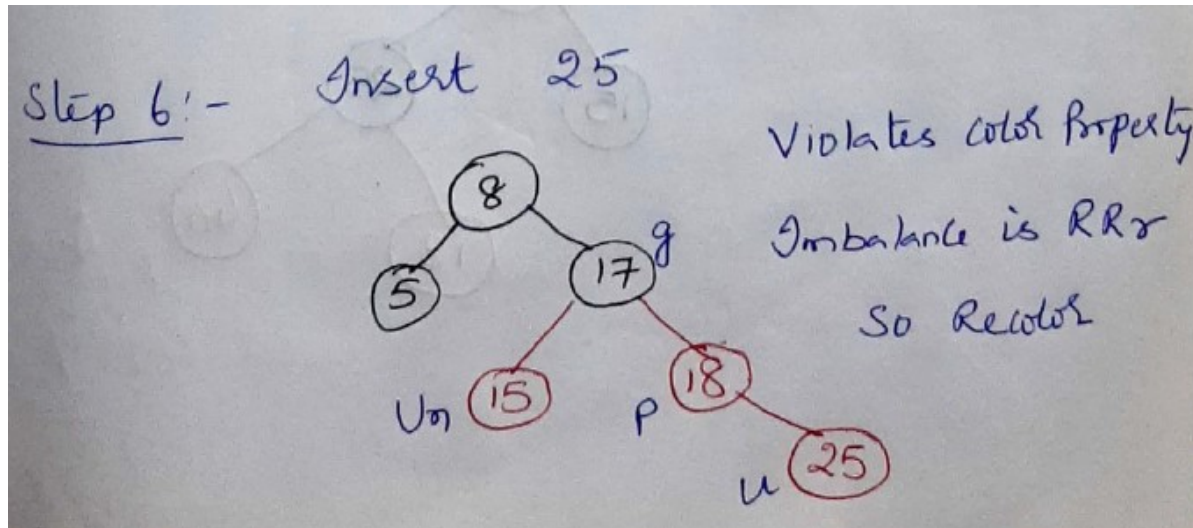 Step 6:- Insert 25
Violates color Property
8
g
Imbalance is RRr
5
17
So Recolor
Un
15
P
18
u
25